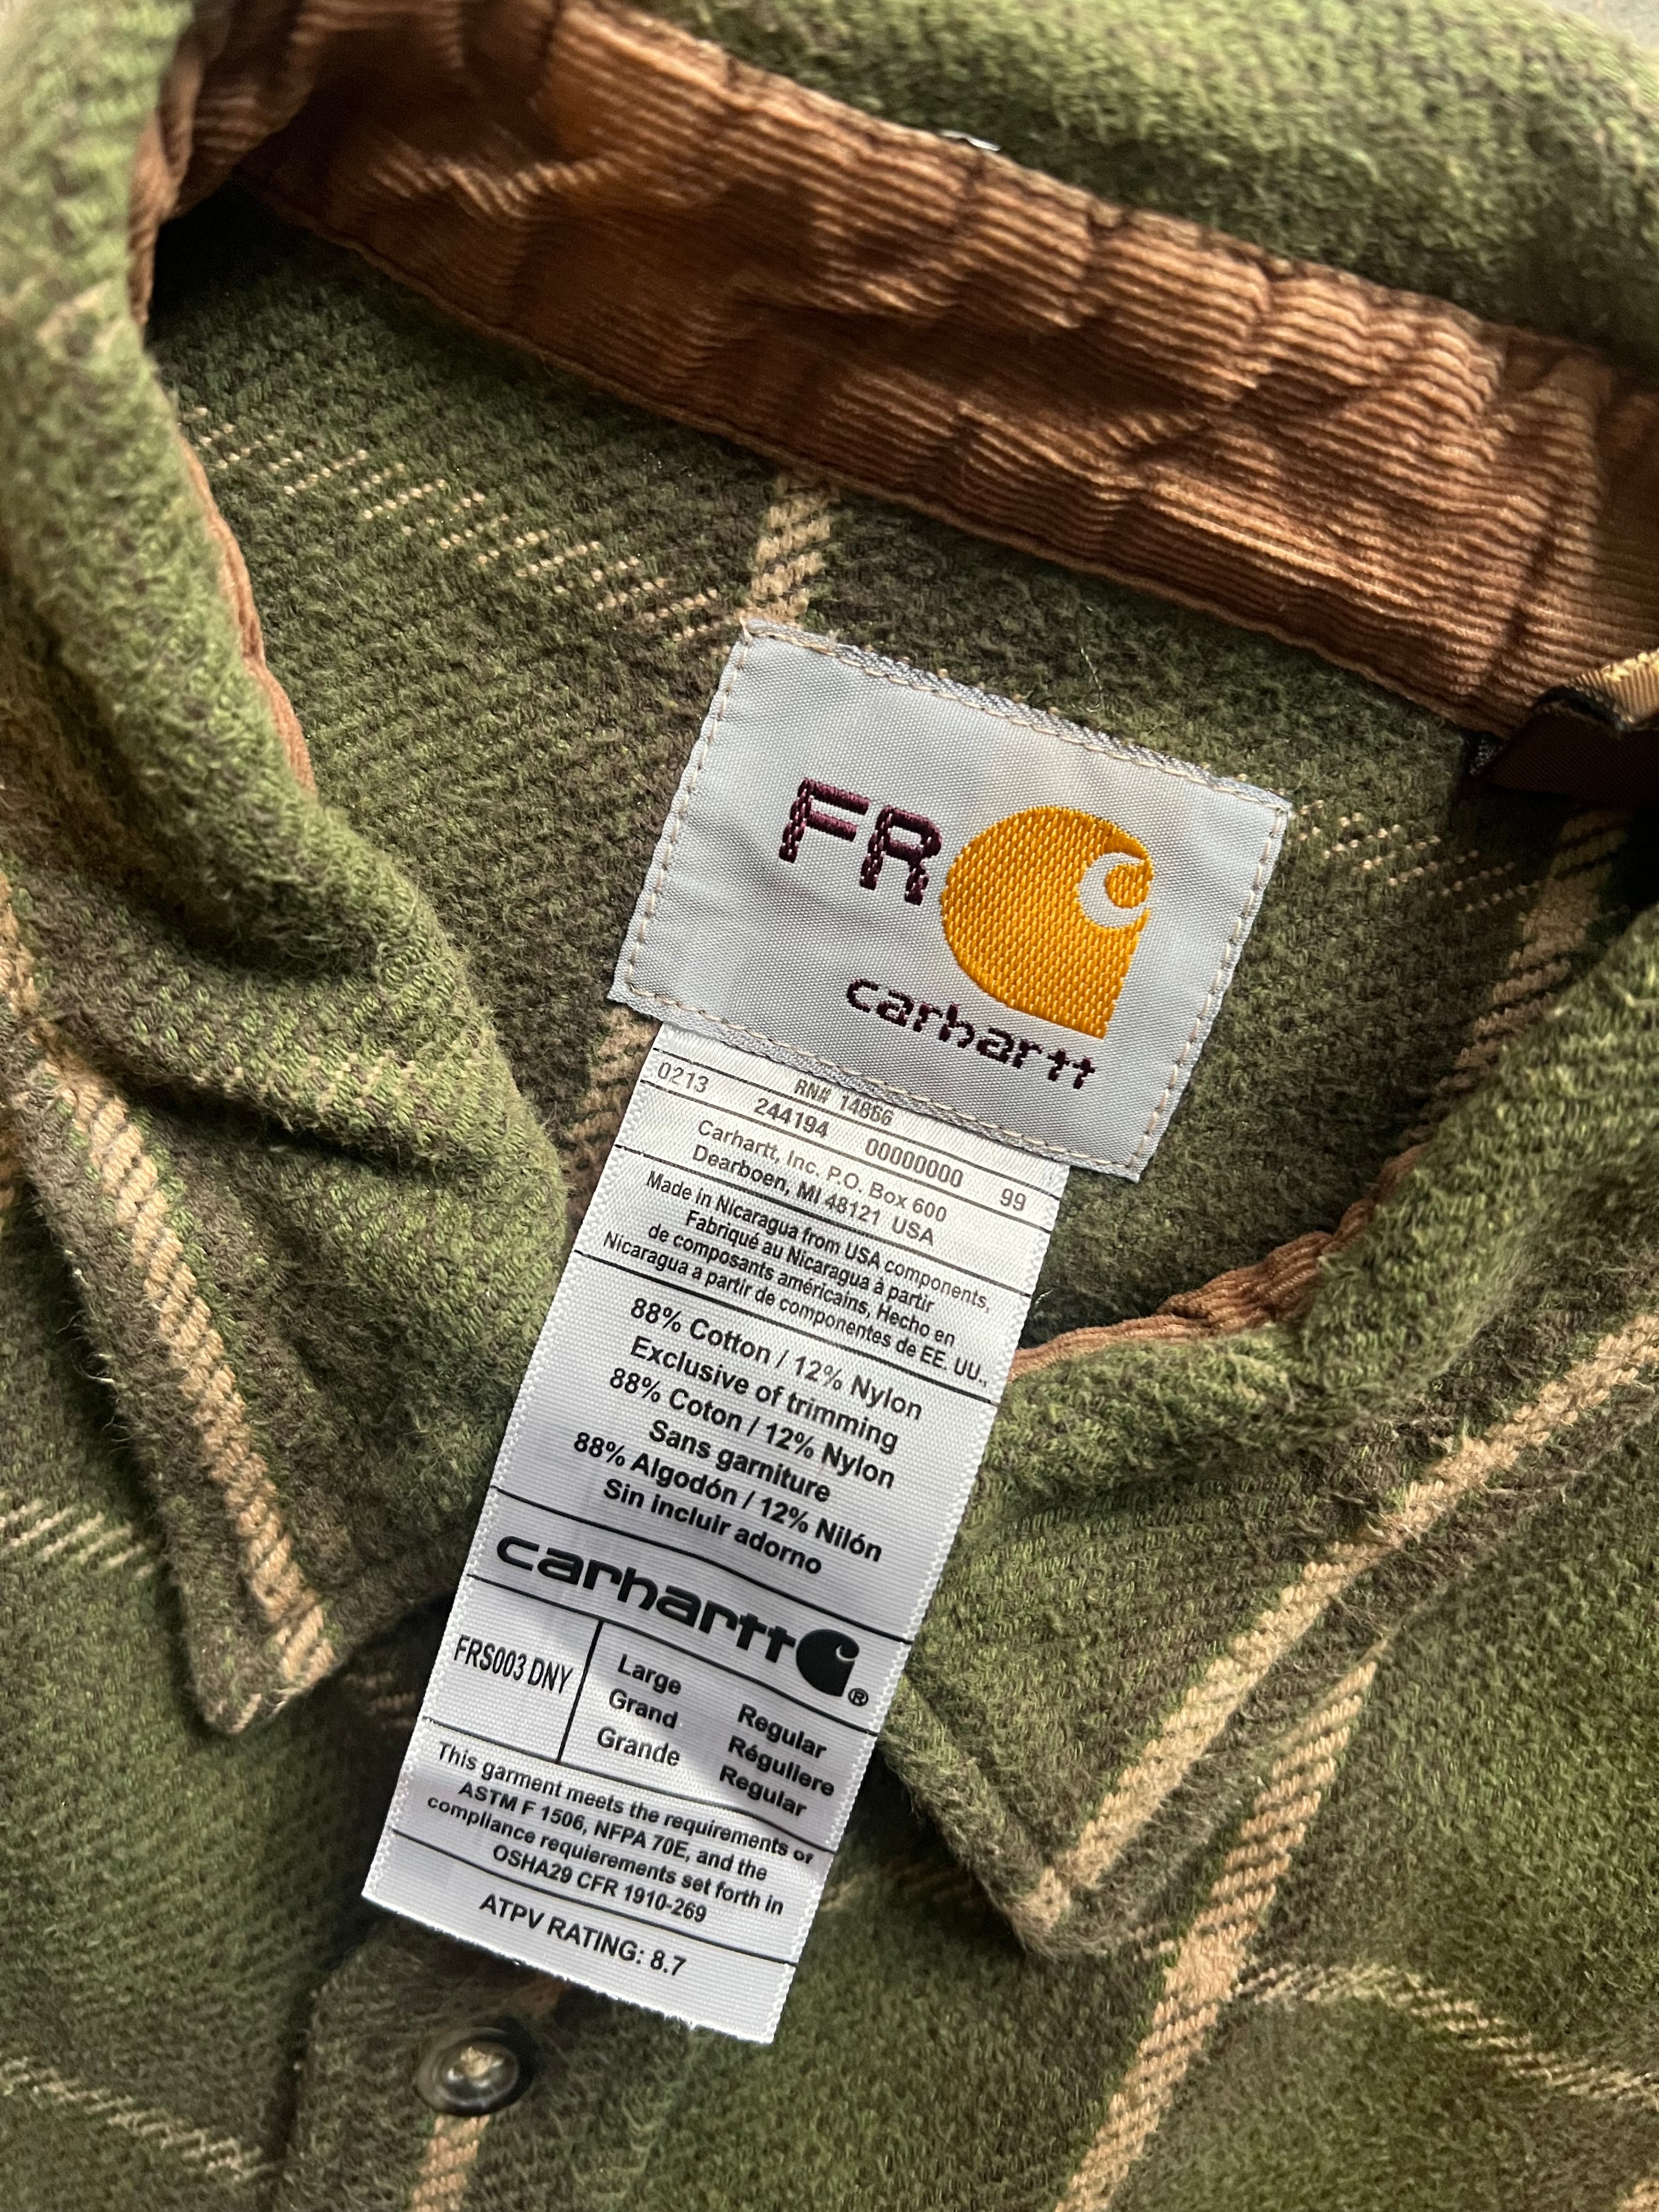 FR
carhartt
RN# 14866
0213 244194 00000000 99
Carhartt, Inc. P.O. Box 600
Dearboen, MI 48121 USA
Made in Nicaragua from USA components,
Fabriqué au Nicaragua à partir
de composants américains, Hecho en
Nicaragua a partir de componentes de EE. UU.,
88% Cotton / 12% Nylon
Exclusive of trimming
88% Coton / 12% Nylon
Sans garniture
88% Algodón / 12% Nilón
Sin incluir adorno
carhartt®
FRS003 DNY
Large Regular
Grand Réguliere
Grande Regular
This garment meets the requirements of
ASTM F 1506, NFPA 70E, and the
compliance requierements set forth in
OSHA29 CFR 1910-269
ATPV RATING: 8.7